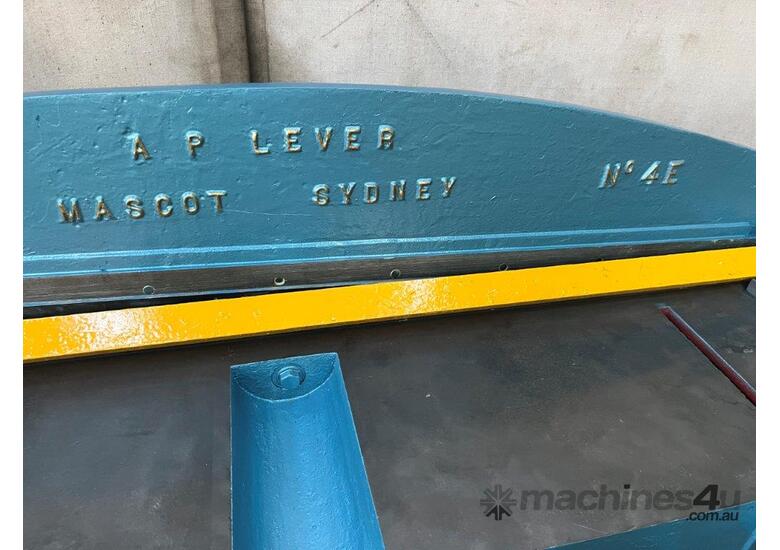 A P LEVER
MASCOT SYDNEY
Nº 4E
machines4u
.com.au